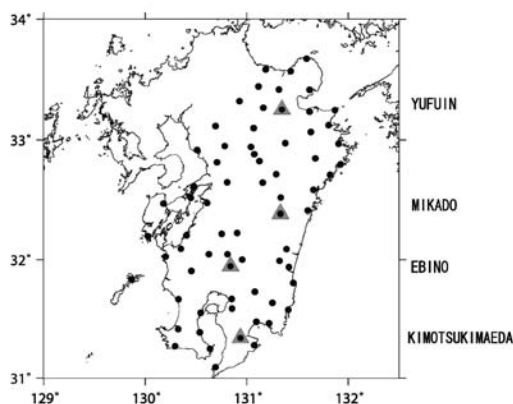 34°
33°
32°
31°
129°
130°
131°
132°
YUFUIN
MIKADO
EBINO
KIMOTSUKIMAEDA